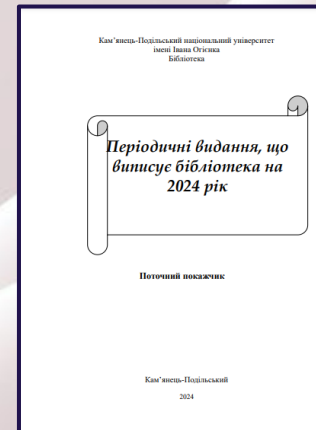 Кам’янець-Подільський національний університет
імені Івана Огієнка
Бібліотека
Періодичні видання, що
виписує бібліотека на
2024 рік
Поточний покажчик
Кам’янець-Подільський
2024